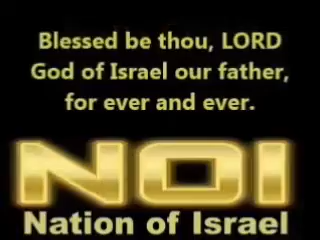 Blessed be thou, LORD
God of Israel our father,
for ever and ever.
NOI
Nation of Israel